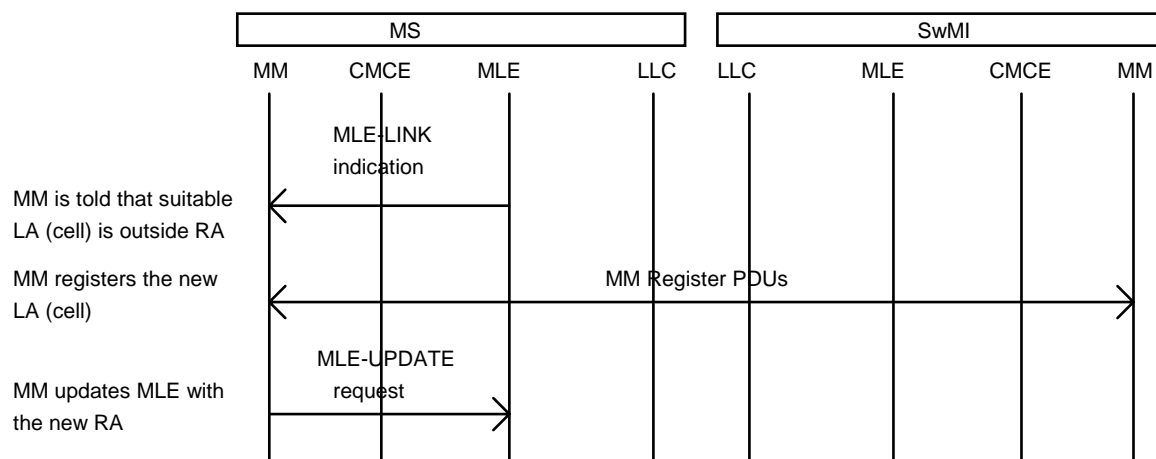 MS
SwMI
MM CMCE MLE LLC LLC MLE CMCE MM
MLE-LINK
indication
MM is told that suitable
LA (cell) is outside RA
MM registers the new
LA (cell)
MM Register PDUs
MLE-UPDATE
request
MM updates MLE with
the new RA